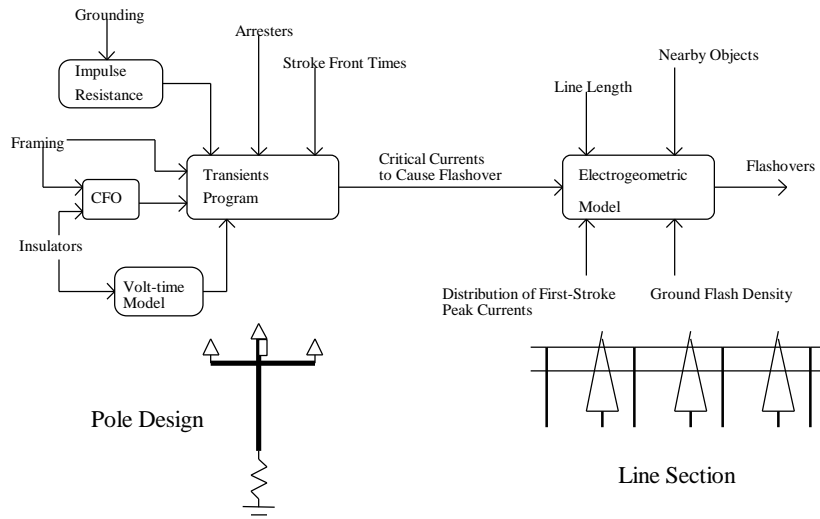 Grounding
Arresters
Impulse
Resistance
Stroke Front Times
Nearby Objects
Line Length
Framing
Transients
Program
Critical Currents
to Cause Flashover
Electrogeometric
Model
Flashovers
CFO
Insulators
Volt-time
Model
Distribution of First-Stroke
Peak Currents
Ground Flash Density
Pole Design
Line Section